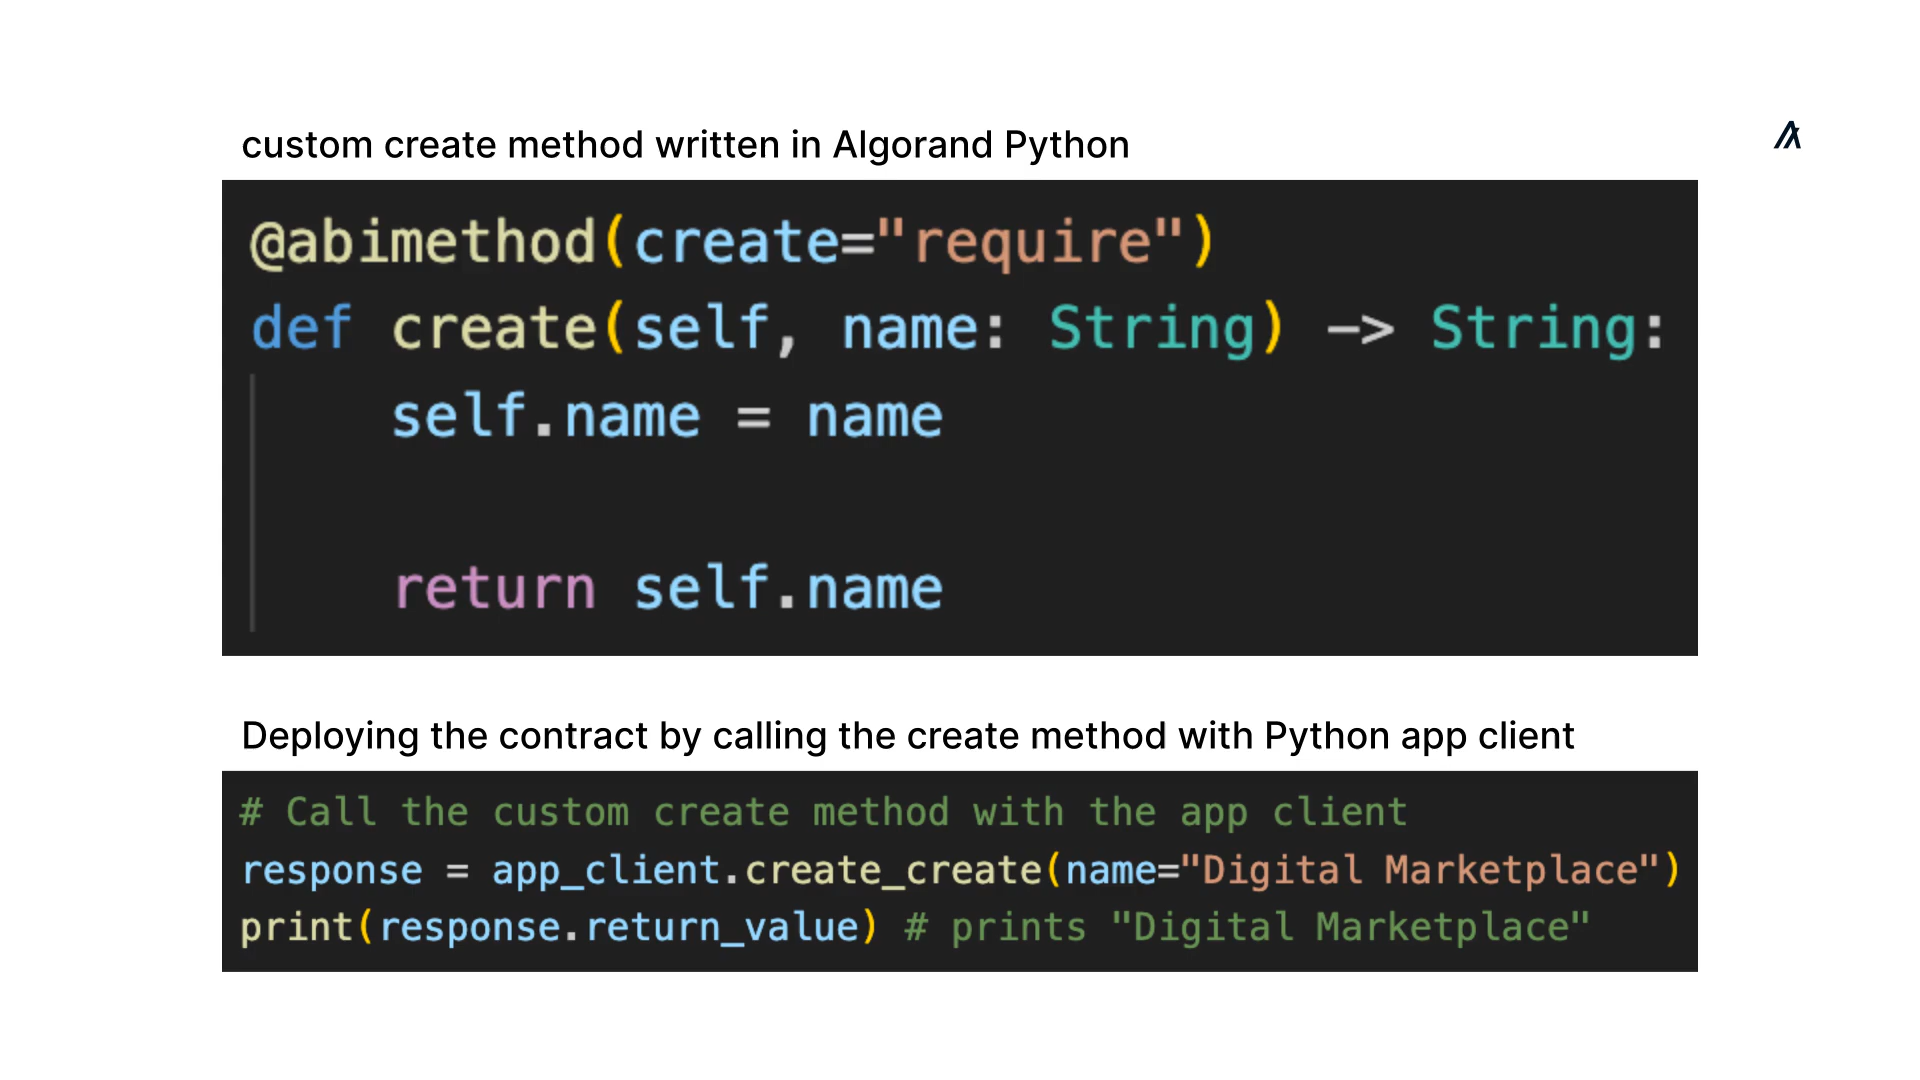 custom create method written in Algorand Python
@abimethod(create="require")
def create(self, name: String) -> String:
self.name = name
return self.name
Deploying the contract by calling the create method with Python app client
# Call the custom create method with the app client
response = app_client.create_create(name="Digital Marketplace")
print(response.return_value) # prints "Digital Marketplace"